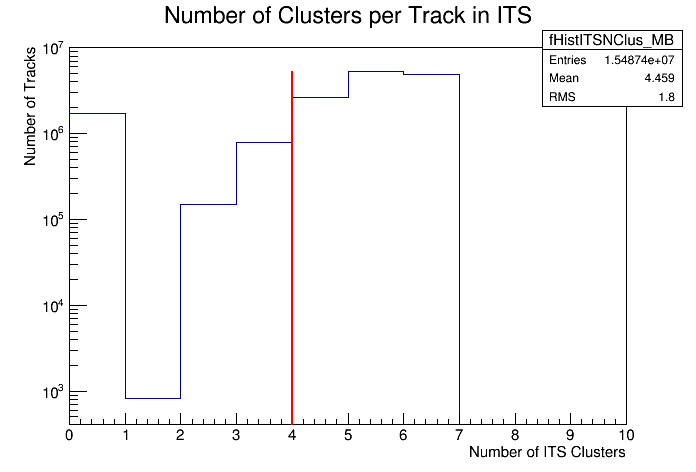 Number of Clusters per Track in ITS
fHistITSNClus_MB
Entries 1.54874e+07
Mean 4.459
RMS 1.8
Number of Tracks
10^7
10^6
10^5
10^4
10^3
0 1 2 3 4 5 6 7 8 9 10
Number of ITS Clusters